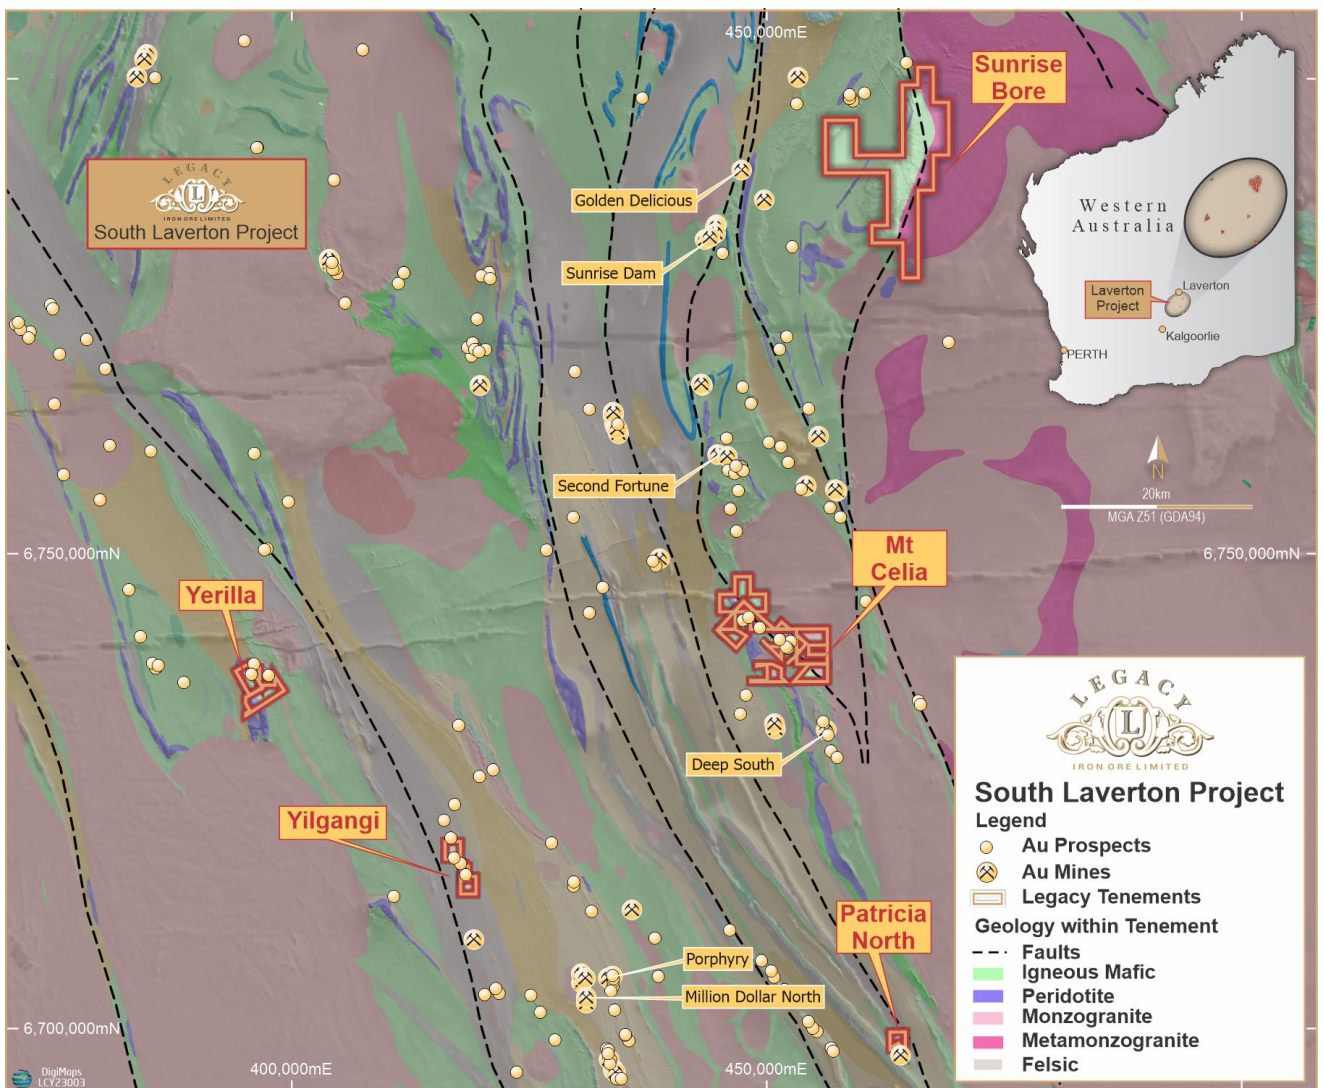 450,000mE
Sunrise
Bore
LEGACY
L
IRON ORE LIMITED
South Laverton Project
Golden Delicious
Sunrise Dam
Western
Australia
Laverton
Laverton
Project
Kalgoorlie
PERTH
N
20km
MGA Z51 (GDA94)
Second Fortune
6,750,000mN
6,750,000mN
Mt
Celia
Yerilla
Deep South
Yilgangi
Patricia
North
Porphyry
Million Dollar North
6,700,000mN
400,000mE
450,000mE
DigiMaps
LCY23003
LEGACY
L
IRON ORE LIMITED
South Laverton Project
Legend
Au Prospects
Au Mines
Legacy Tenements
Geology within Tenement
Faults
Igneous Mafic
Peridotite
Monzogranite
Metamonzogranite
Felsic